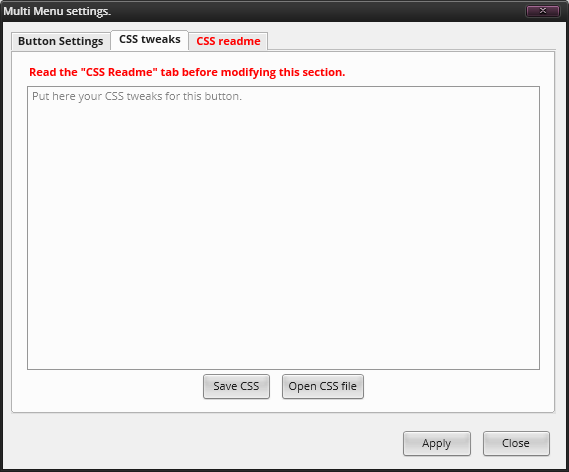 Multi Menu settings.
Button Settings CSS tweaks CSS readme
Read the "CSS Readme" tab before modifying this section.
Put here your CSS tweaks for this button.
Save CSS Open CSS file
Apply Close